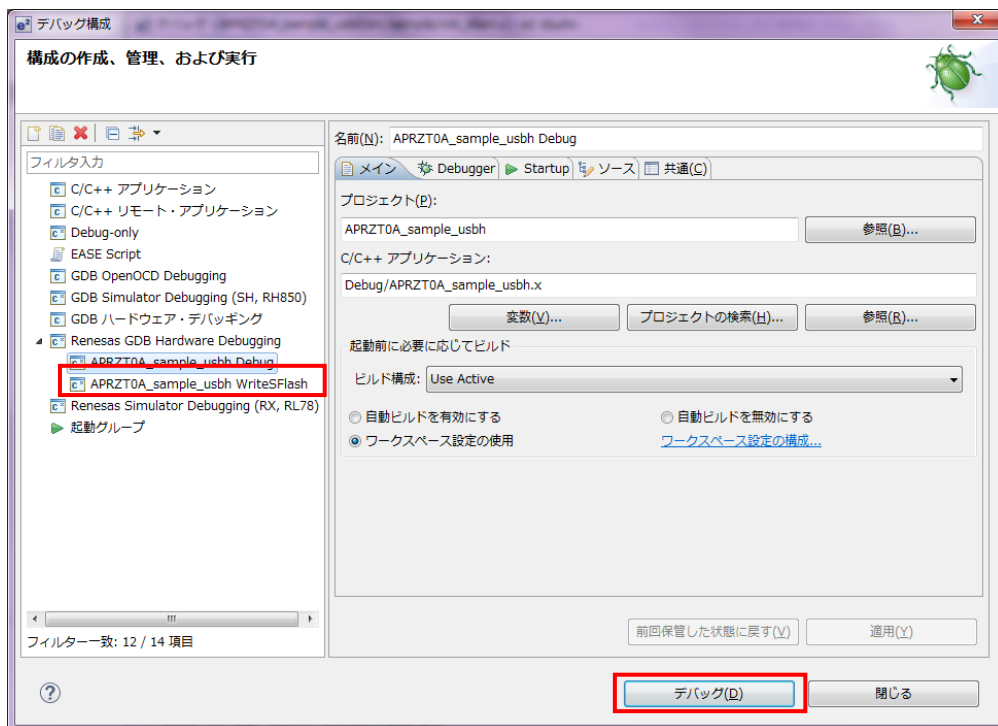 e² デバッグ構成
構成の作成、管理、および実行
フィルタ入力
C/C++ アプリケーション
C/C++ リモート・アプリケーション
Debug-only
EASE Script
GDB OpenOCD Debugging
GDB Simulator Debugging (SH, RH850)
GDB ハードウェア・デバッギング
Renesas GDB Hardware Debugging
APRZT0A_sample_usbh Debug
APRZT0A_sample_usbh WriteSFlash
Renesas Simulator Debugging (RX, RL78)
起動グループ
フィルター一致: 12 / 14 項目
名前(N): APRZT0A_sample_usbh Debug
メイン Debugger Startup ソース 共通(C)
プロジェクト(P):
APRZT0A_sample_usbh 参照(B)...
C/C++ アプリケーション:
Debug/APRZT0A_sample_usbh.x
変数(V)... プロジェクトの検索(H)... 参照(R)...
起動前に必要に応じてビルド
ビルド構成: Use Active
自動ビルドを有効にする 自動ビルドを無効にする
ワークスペース設定の使用 ワークスペース設定の構成...
前回保管した状態に戻す(V) 適用(Y)
デバッグ(D) 閉じる